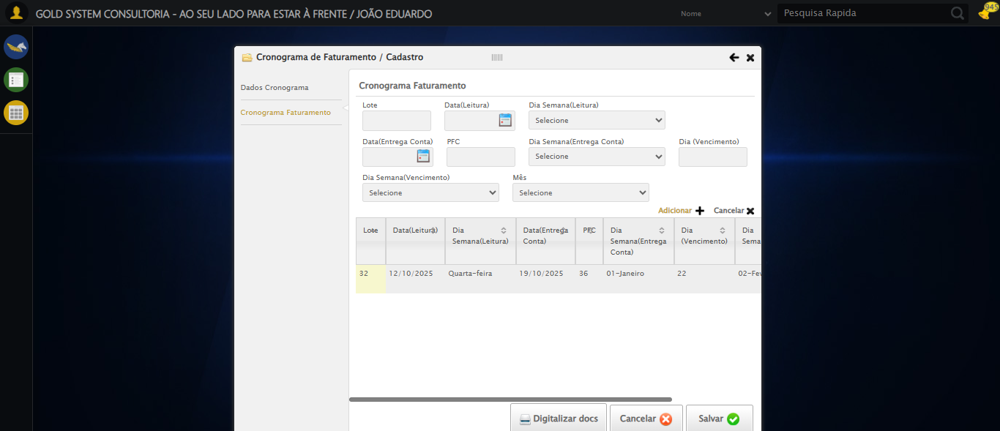 GOLD SYSTEM CONSULTORIA - AO SEU LADO PARA ESTAR À FRENTE / JOÃO EDUARDO
Nome
Pesquisa Rapida
945
Cronograma de Faturamento / Cadastro
Dados Cronograma
Cronograma Faturamento
Cronograma Faturamento
Lote
Data(Leitura)
Dia Semana(Leitura)
Selecione
Data(Entrega Conta)
PFC
Dia Semana(Entrega Conta)
Dia (Vencimento)
Selecione
Dia Semana(Vencimento)
Mês
Selecione
Selecione
Adicionar
Cancelar
Lote
Data(Leitura)
Dia
Semana(Leitura)
Data(Entrega
Conta)
PFC
Dia
Semana(Entrega
Conta)
Dia
(Vencimento)
Dia
Sema
32
12/10/2025
Quarta-feira
19/10/2025
36
01-Janeiro
22
02-Fev
Digitalizar docs
Cancelar
Salvar